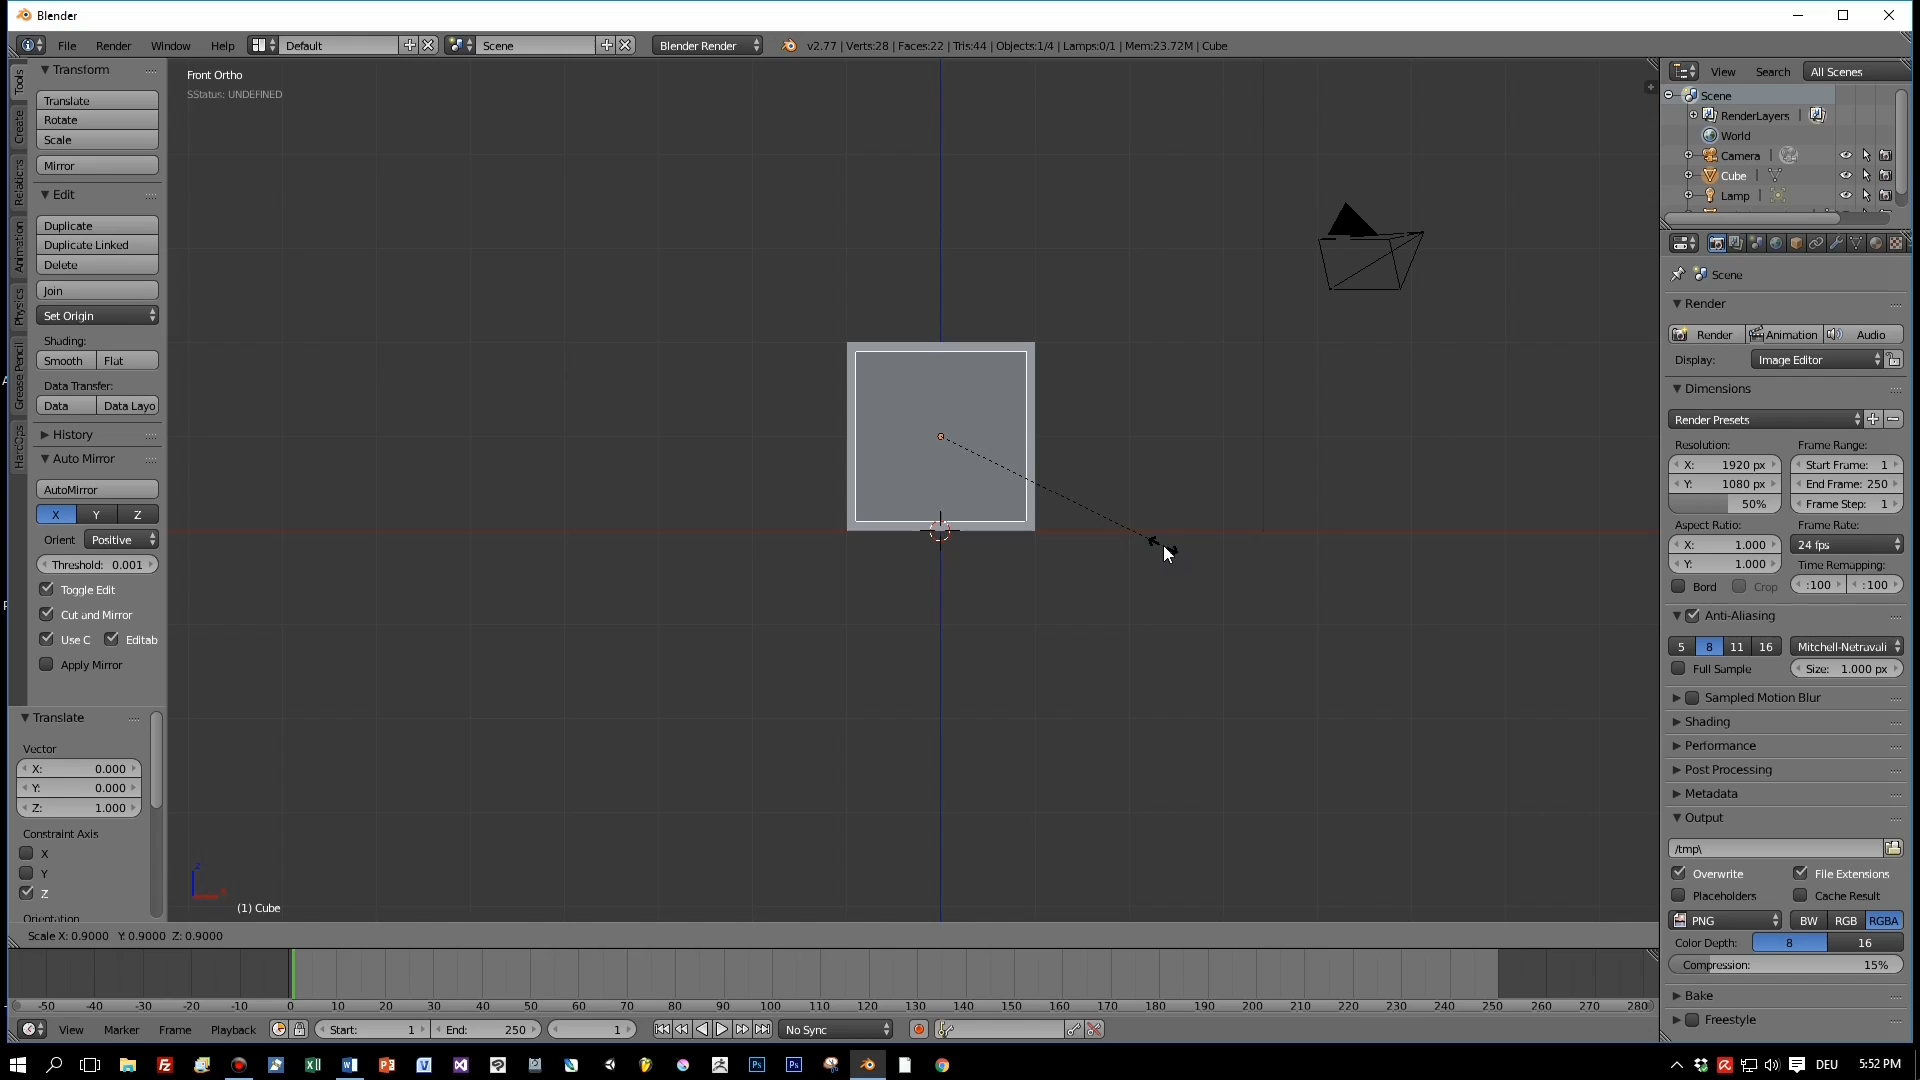 Blender
File Render Window Help Default Scene Blender Render v2.77 | Verts:28 | Faces:22 | Tris:44 | Objects:1/4 | Lamps:0/1 | Mem:23.72M | Cube
Tools
Create
Relations
Animation
Physics
Grease Pencil
HardOps
Transform
Translate
Rotate
Scale
Mirror
Edit
Duplicate
Duplicate Linked
Delete
Join
Set Origin
Shading:
Smooth Flat
Data Transfer:
Data Data Layo
History
Auto Mirror
AutoMirror
X Y Z
Orient Positive
Threshold: 0.001
Toggle Edit
Cut and Mirror
Use C Editab
Apply Mirror
Translate
Vector
X: 0.000
Y: 0.000
Z: 1.000
Constraint Axis
X
Y
Z
Orientation
Front Ortho
SStatus: UNDEFINED
z
(1) Cube
Scale X: 0.9000 Y: 0.9000 Z: 0.9000
View Search All Scenes
Scene
RenderLayers |
World
Camera |
Cube |
Lamp |
Scene
Render
Render Animation Audio
Display: Image Editor
Dimensions
Render Presets
Resolution: Frame Range:
X: 1920 px Start Frame: 1
Y: 1080 px End Frame: 250
50% Frame Step: 1
Aspect Ratio: Frame Rate:
X: 1.000 24 fps
Y: 1.000 Time Remapping:
Bord Crop :100 :100
Anti-Aliasing
5 8 11 16 Mitchell-Netravali
Full Sample Size: 1.000 px
Sampled Motion Blur
Shading
Performance
Post Processing
Metadata
Output
/tmp\
Overwrite File Extensions
Placeholders Cache Result
PNG BW RGB RGBA
Color Depth: 8 16
Compression: 15%
Bake
Freestyle
-50 -40 -30 -20 -10 0 10 20 30 40 50 60 70 80 90 100 110 120 130 140 150 160 170 180 190 200 210 220 230 240 250 260 270 280
View Marker Frame Playback Start: 1 End: 250 1 No Sync
DEU 5:52 PM